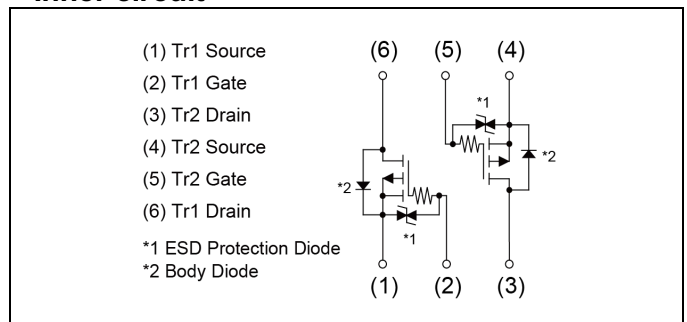 Inner circuit
(1) Tr1 Source
(2) Tr1 Gate
(3) Tr2 Drain
(4) Tr2 Source
(5) Tr2 Gate
(6) Tr1 Drain
*1 ESD Protection Diode
*2 Body Diode
(6) (5) (4)
*1
*2
*2
*1
(1) (2) (3)